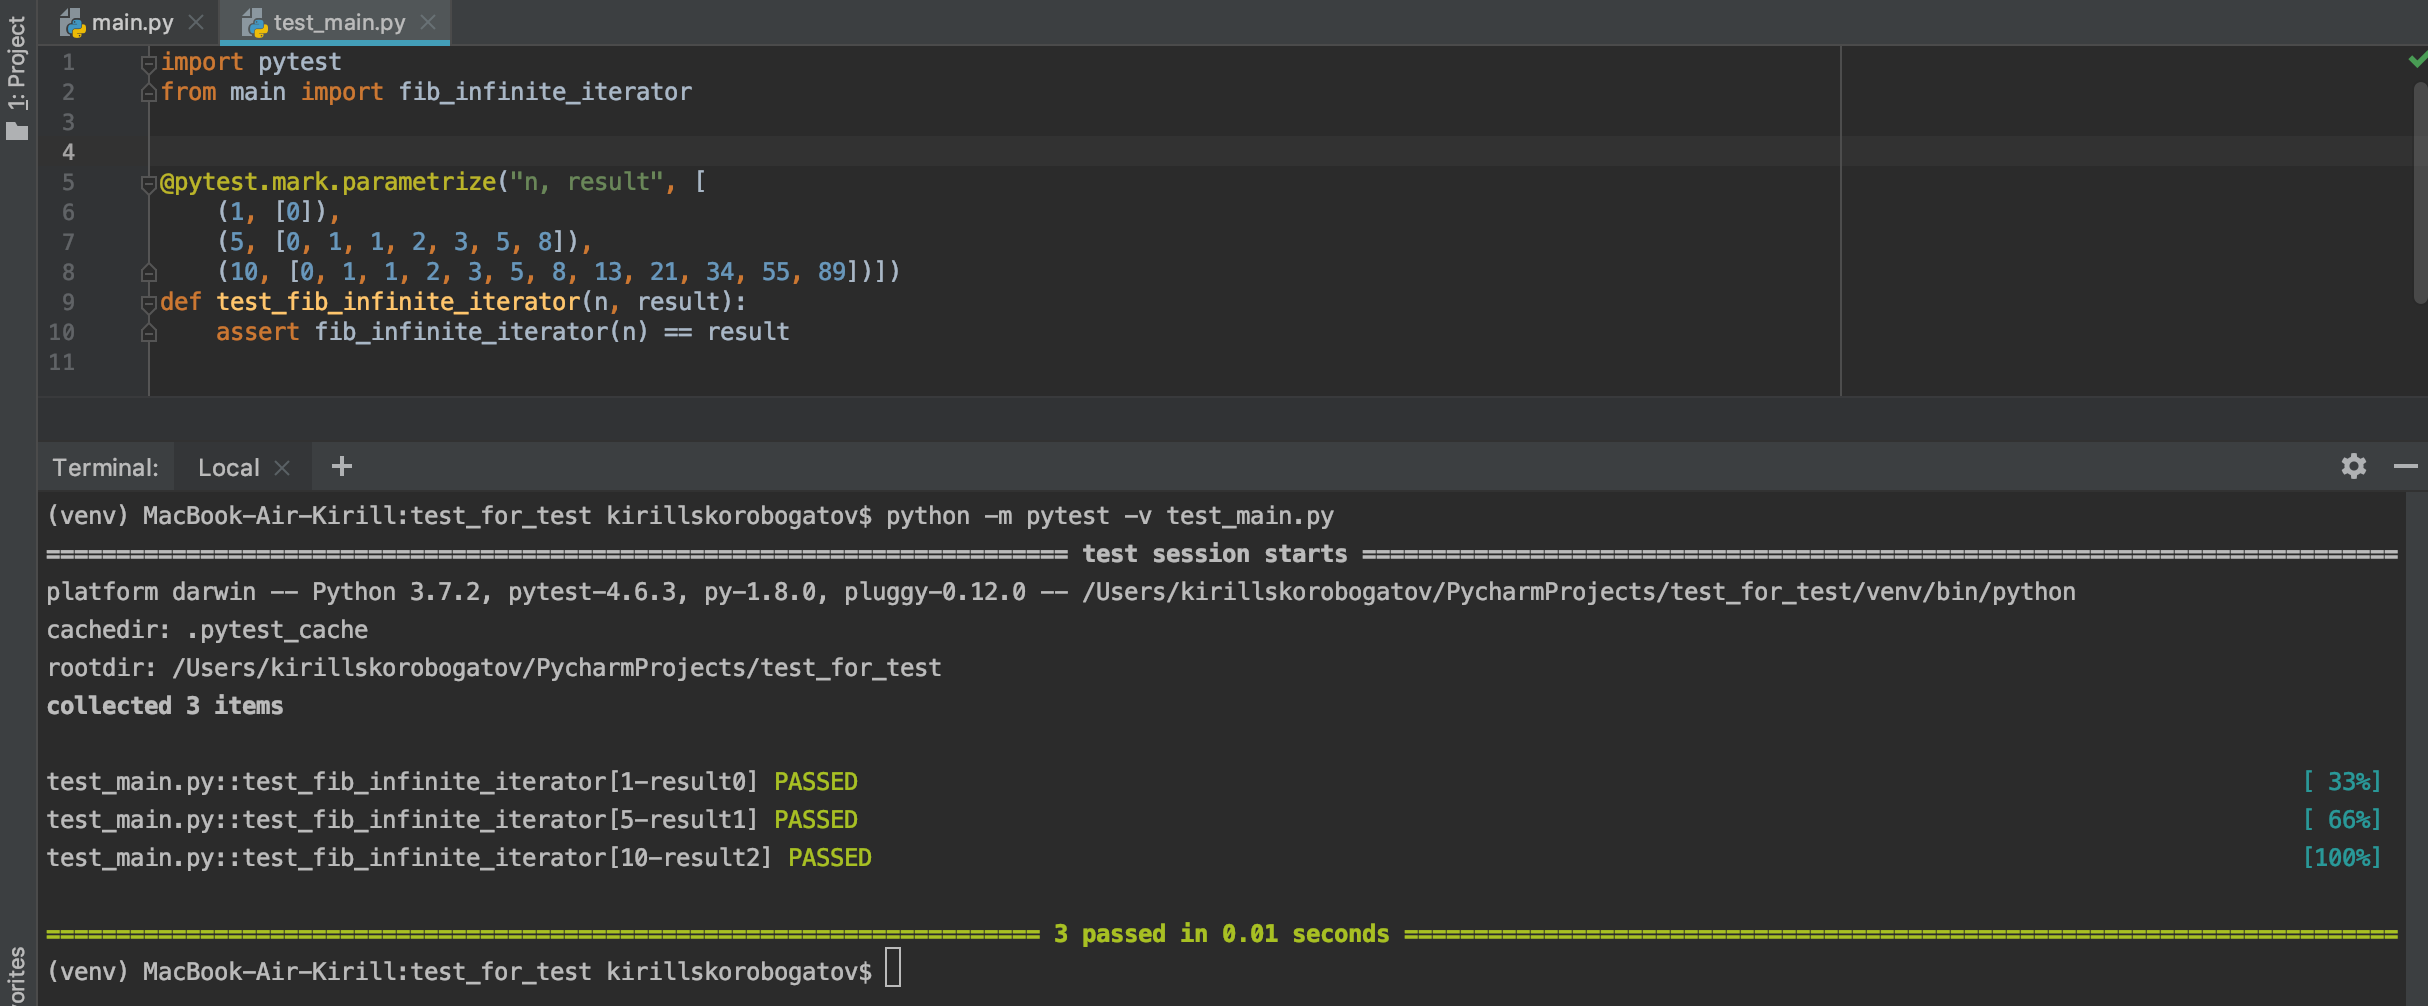 main.py
test_main.py
1: Project
1 import pytest
2 from main import fib_infinite_iterator
3
4
5 @pytest.mark.parametrize("n, result", [
6     (1, [0]),
7     (5, [0, 1, 1, 2, 3, 5, 8]),
8     (10, [0, 1, 1, 2, 3, 5, 8, 13, 21, 34, 55, 89])])
9 def test_fib_infinite_iterator(n, result):
10     assert fib_infinite_iterator(n) == result
11
Terminal: Local +
(venv) MacBook-Air-Kirill:test_for_test kirillskorobogatov$ python -m pytest -v test_main.py
========================================================================= test session starts ==========================================================================
platform darwin -- Python 3.7.2, pytest-4.6.3, py-1.8.0, pluggy-0.12.0 -- /Users/kirillskorobogatov/PycharmProjects/test_for_test/venv/bin/python
cachedir: .pytest_cache
rootdir: /Users/kirillskorobogatov/PycharmProjects/test_for_test
collected 3 items
test_main.py::test_fib_infinite_iterator[1-result0] PASSED [ 33%]
test_main.py::test_fib_infinite_iterator[5-result1] PASSED [ 66%]
test_main.py::test_fib_infinite_iterator[10-result2] PASSED [100%]
======================================================================= 3 passed in 0.01 seconds =======================================================================
(venv) MacBook-Air-Kirill:test_for_test kirillskorobogatov$